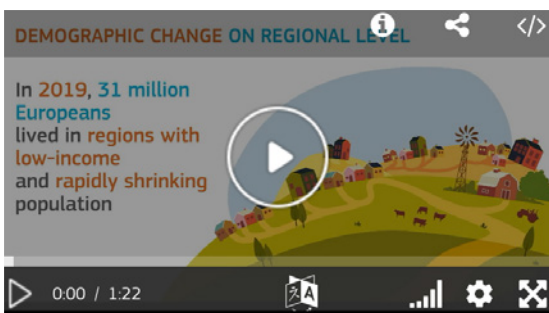 DEMOGRAPHIC CHANGE ON REGIONAL LEVEL
In 2019, 31 million
Europeans
lived in regions with
low-income
and rapidly shrinking
population
0:00 / 1:22